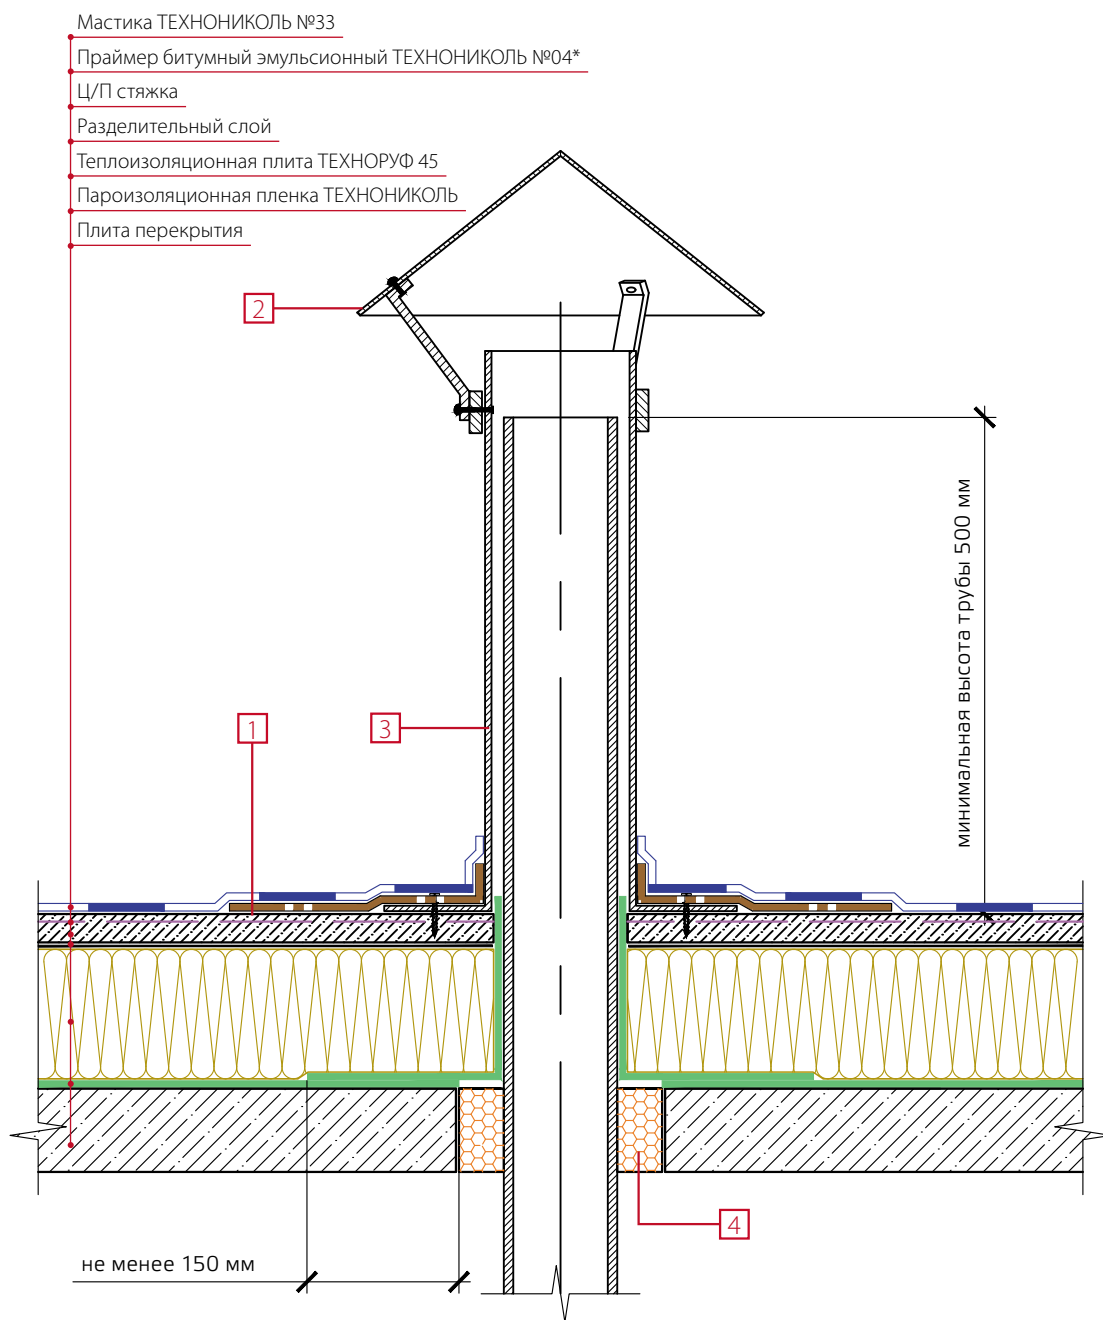 Мастика ТЕХНОНИКОЛЬ №33
Праймер битумный эмульсионный ТЕХНОНИКОЛЬ №04*
Ц/П стяжка
Разделительный слой
Теплоизоляционная плита ТЕХНОРУФ 45
Пароизоляционная пленка ТЕХНОНИКОЛЬ
Плита перекрытия
2
минимальная высота трубы 500 мм
1
3
4
не менее 150 мм